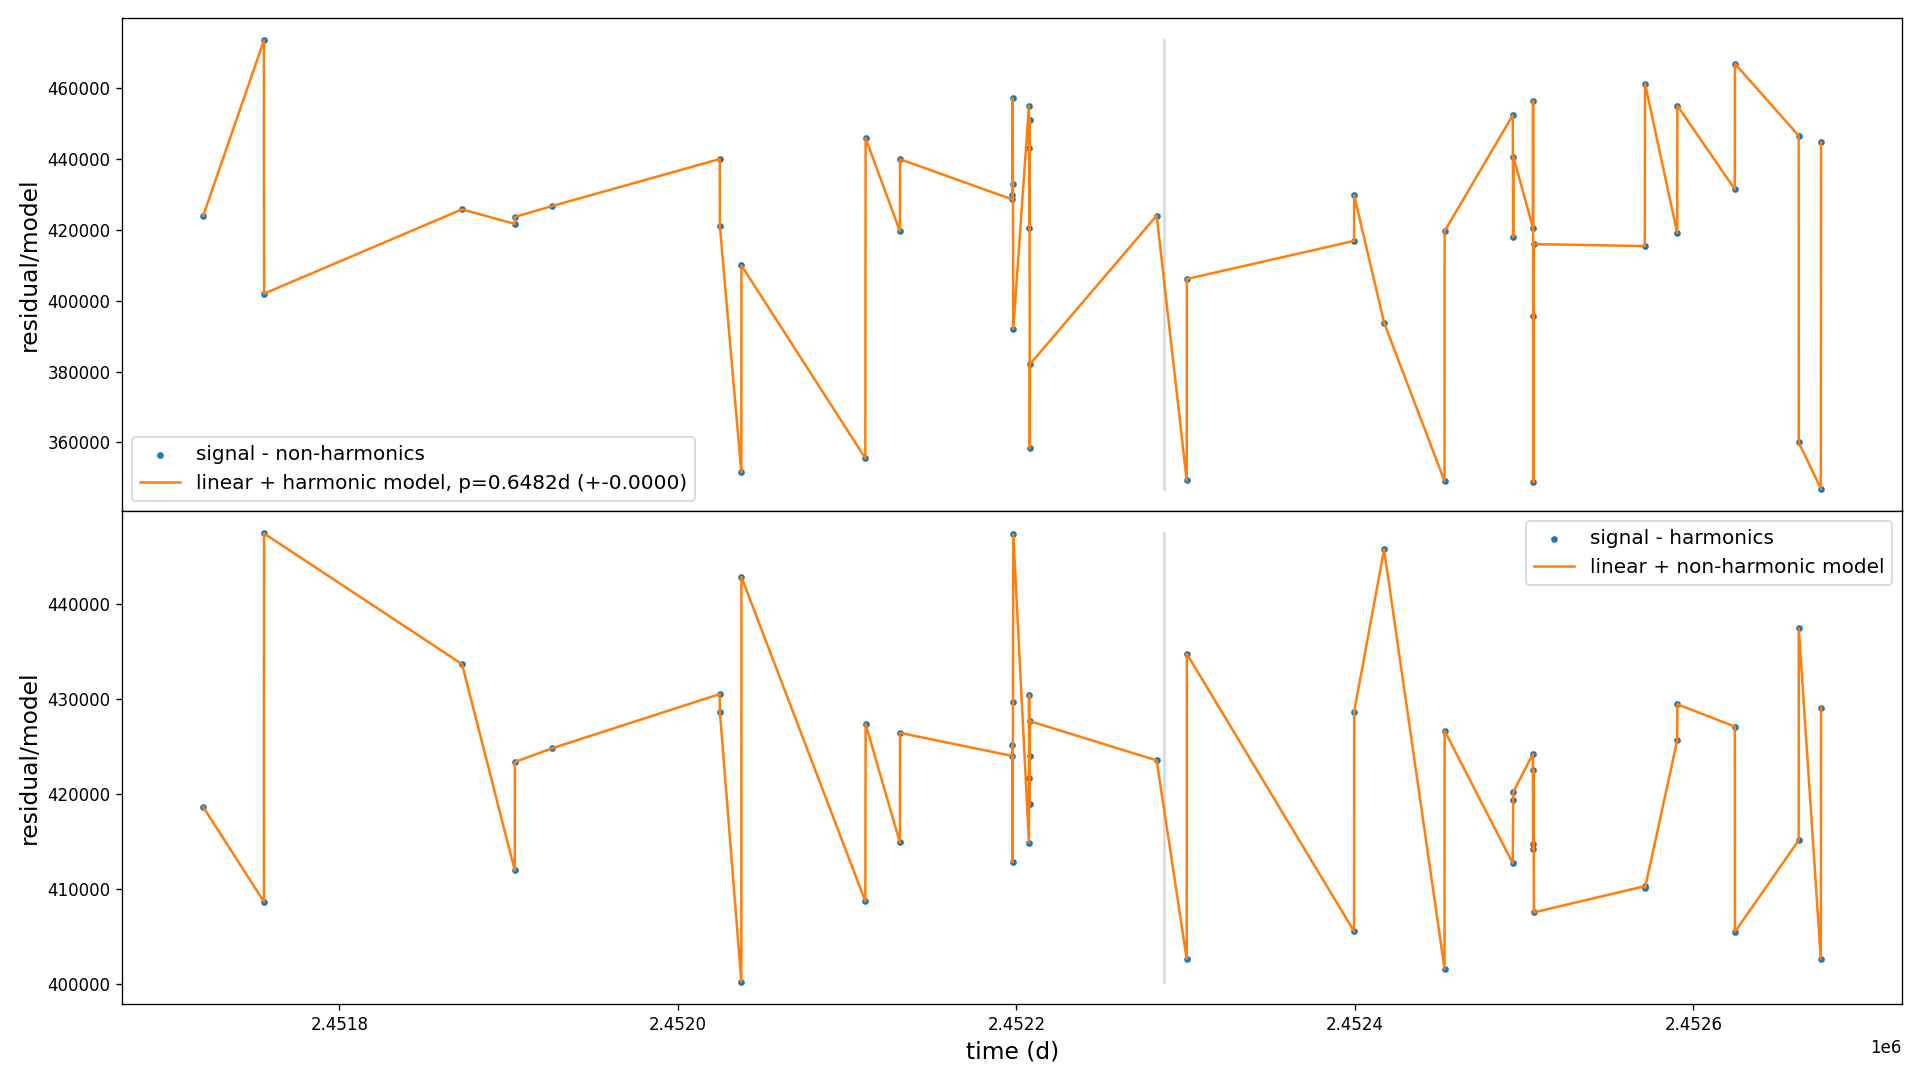 460000
440000
420000
400000
380000
360000
residual/model
signal - non-harmonics
linear + harmonic model, p=0.6482d (+-0.0000)
signal - harmonics
linear + non-harmonic model
440000
430000
420000
410000
400000
residual/model
2.4518
2.4520
2.4522
2.4524
2.4526
time (d)
1e6